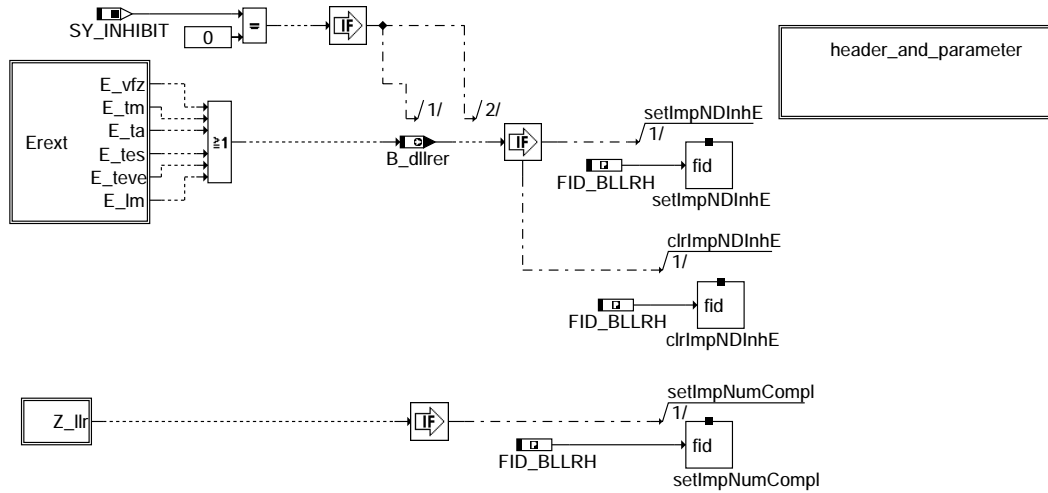 SY_INHIBIT
0
=
IF
header_and_parameter
Erext
E_vfz
E_tm
E_ta
E_tes
E_teve
E_lm
≥1
1/
2/
B_dllrer
IF
setImpNDInhE
1/
FID_BLLRH
fid
setImpNDInhE
clrImpNDInhE
1/
FID_BLLRH
fid
clrImpNDInhE
Z_llr
IF
setImpNumCompl
1/
FID_BLLRH
fid
setImpNumCompl